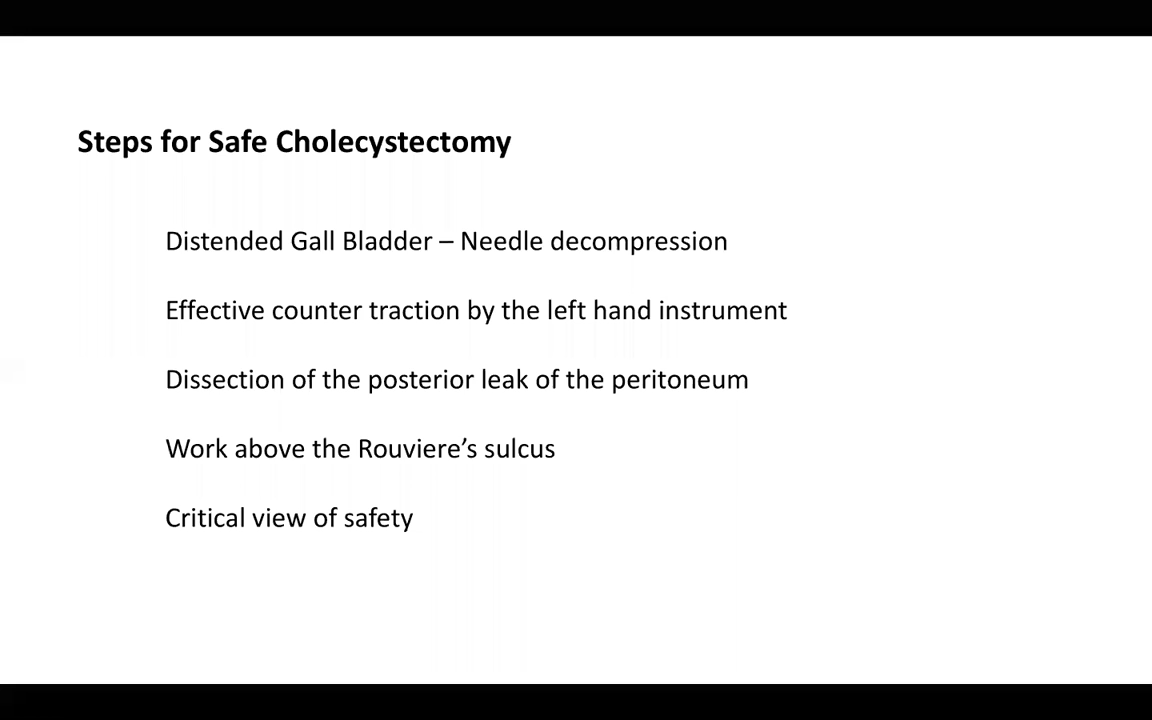 Steps for Safe Cholecystectomy
Distended Gall Bladder – Needle decompression
Effective counter traction by the left hand instrument
Dissection of the posterior leak of the peritoneum
Work above the Rouviere’s sulcus
Critical view of safety